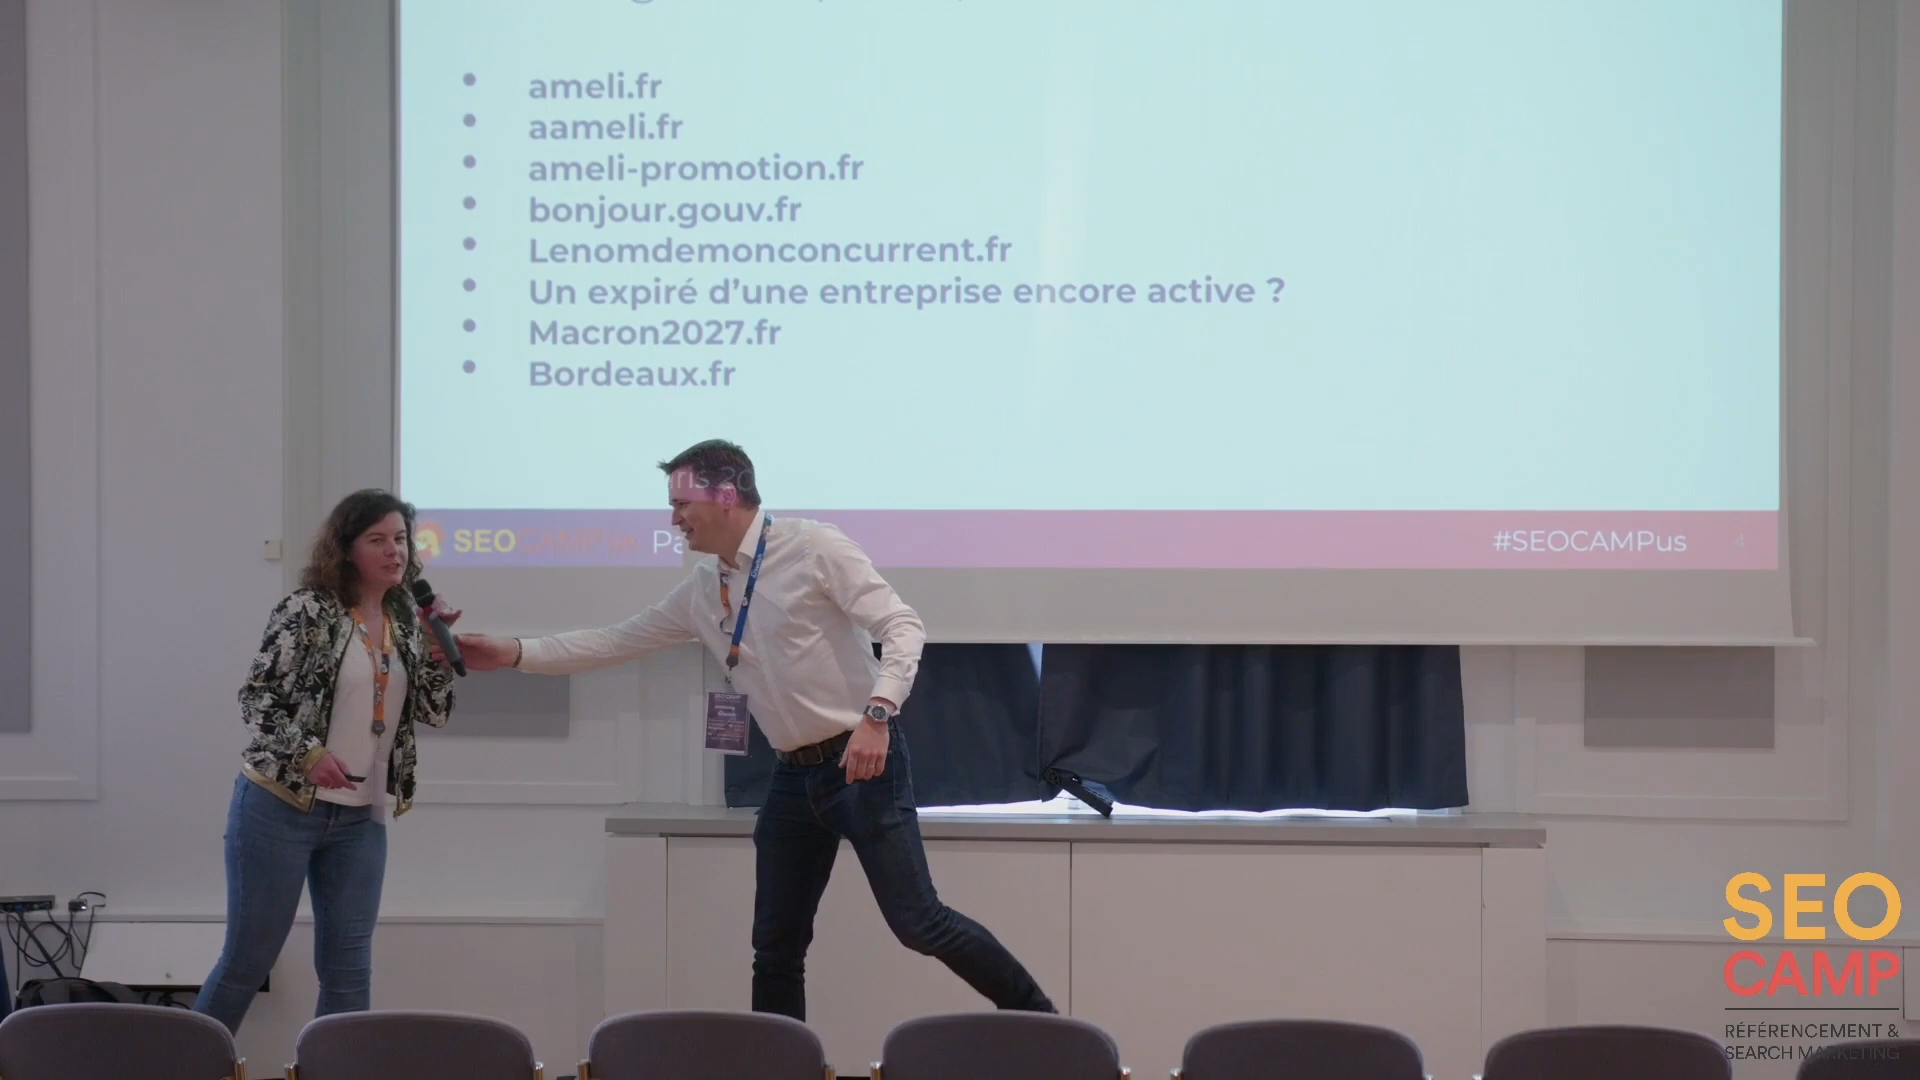 ameli.fr
aameli.fr
ameli-promotion.fr
bonjour.gouv.fr
Lenomdemonconcurrent.fr
Un expiré d’une entreprise encore active ?
Macron2027.fr
Bordeaux.fr
SEOCAMPus
#SEOCAMPus 4
SEO
CAMP
RÉFÉRENCEMENT &
SEARCH MARKETING